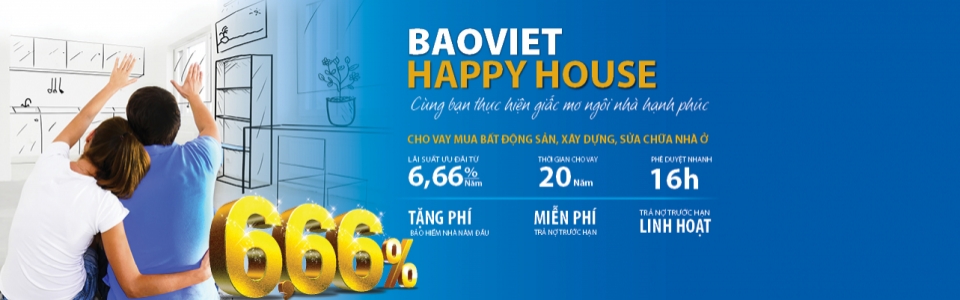 BAOVIET
HAPPY HOUSE
Cùng bạn thực hiện giấc mơ ngôi nhà hạnh phúc
CHO VAY MUA BẤT ĐỘNG SẢN, XÂY DỰNG, SỬA CHỮA NHÀ Ở
LÃI SUẤT ƯU ĐÃI TỪ
6,66%
Năm
THỜI GIAN CHO VAY
20 Năm
PHÊ DUYỆT NHANH
16h
TẶNG PHÍ
BẢO HIỂM NHÀ NĂM ĐẦU
MIỄN PHÍ
TRẢ NỢ TRƯỚC HẠN
TRẢ NỢ TRƯỚC HẠN
LINH HOẠT
6,66%